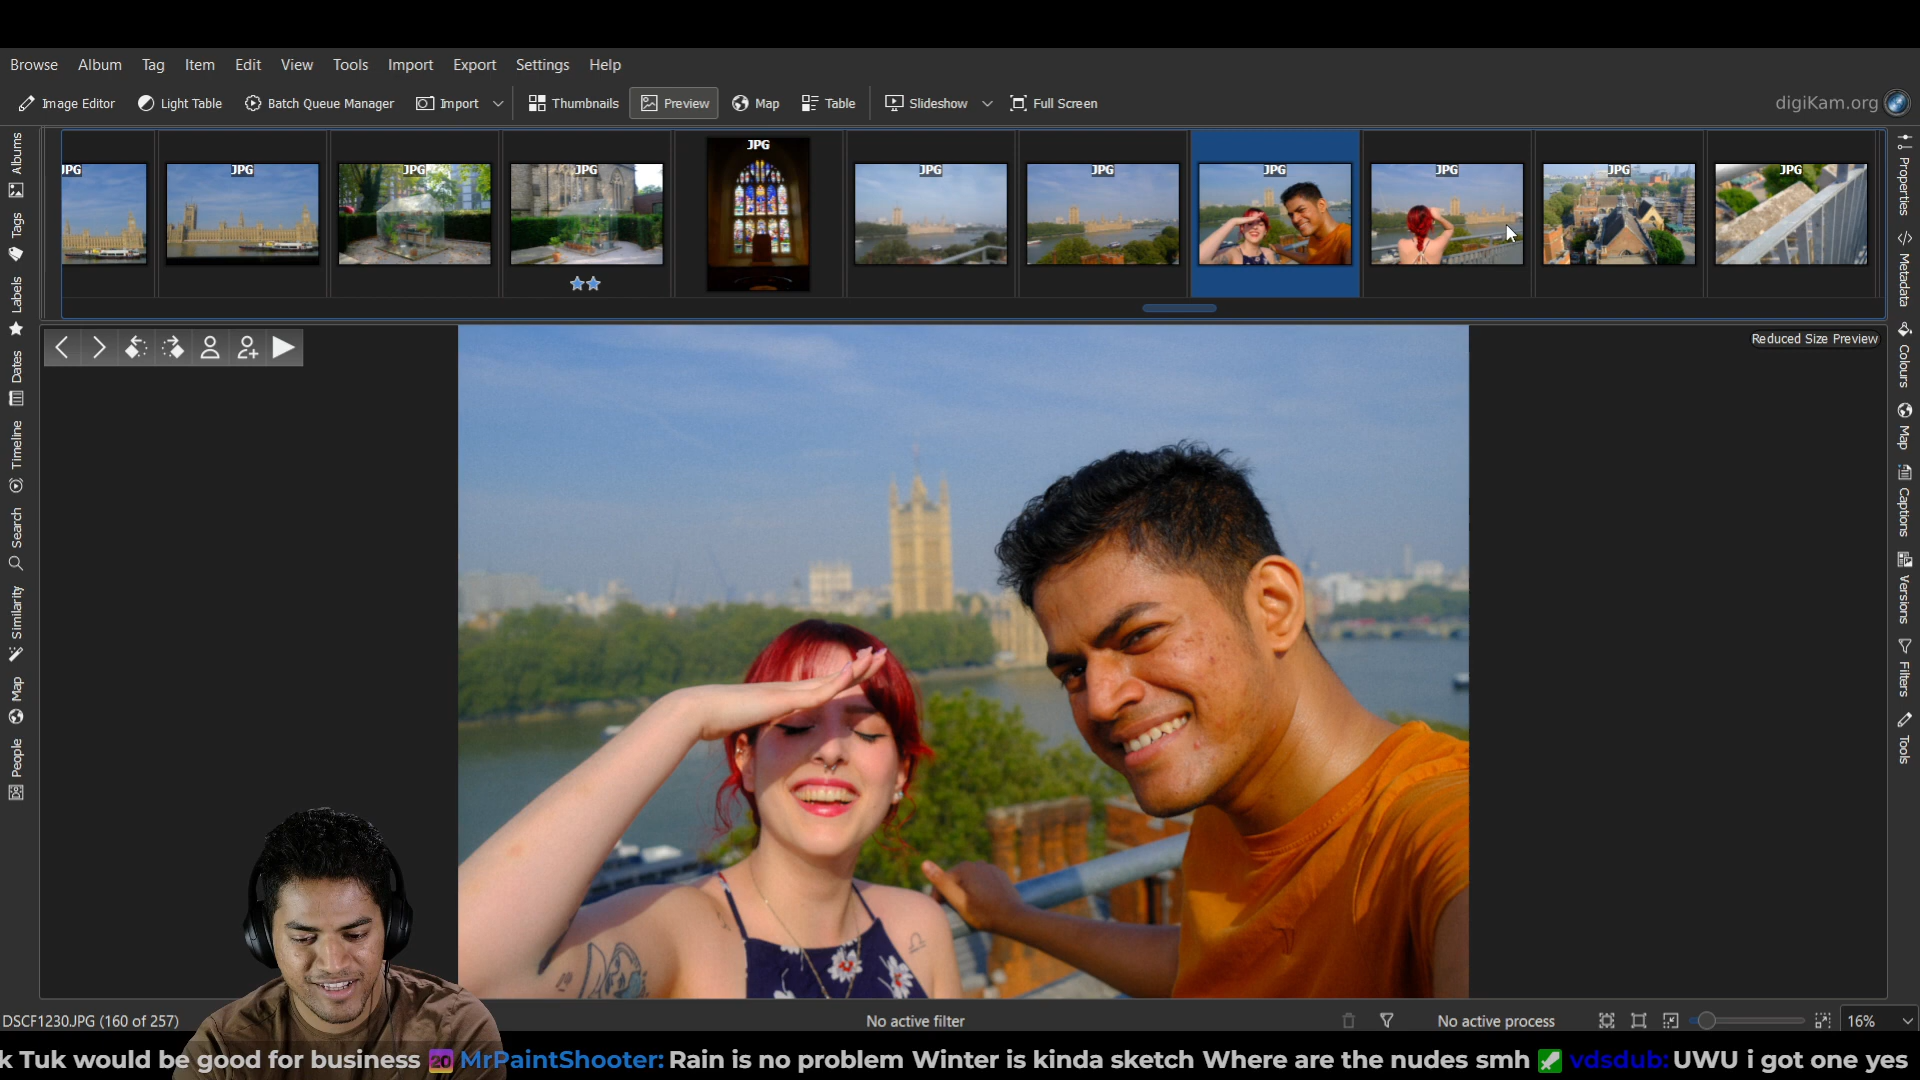 Browse Album Tag Item Edit View Tools Import Export Settings Help
Image Editor Light Table Batch Queue Manager Import Thumbnails Preview Map Table Slideshow Full Screen digiKam.org
JPG JPG JPG JPG JPG JPG JPG JPG JPG JPG JPG
Albums
Tags
Labels
Dates
Timeline
Search
Similarity
Map
People
Reduced Size Preview
Properties
Metadata
Colours
Map
Captions
Versions
Filters
Tools
DSCF1230.JPG (160 of 257) No active filter No active process 16%
k Tuk would be good for business 20 MrPaintShooter: Rain is no problem Winter is kinda sketch Where are the nudes smh vdsdub: UWU i got one yes